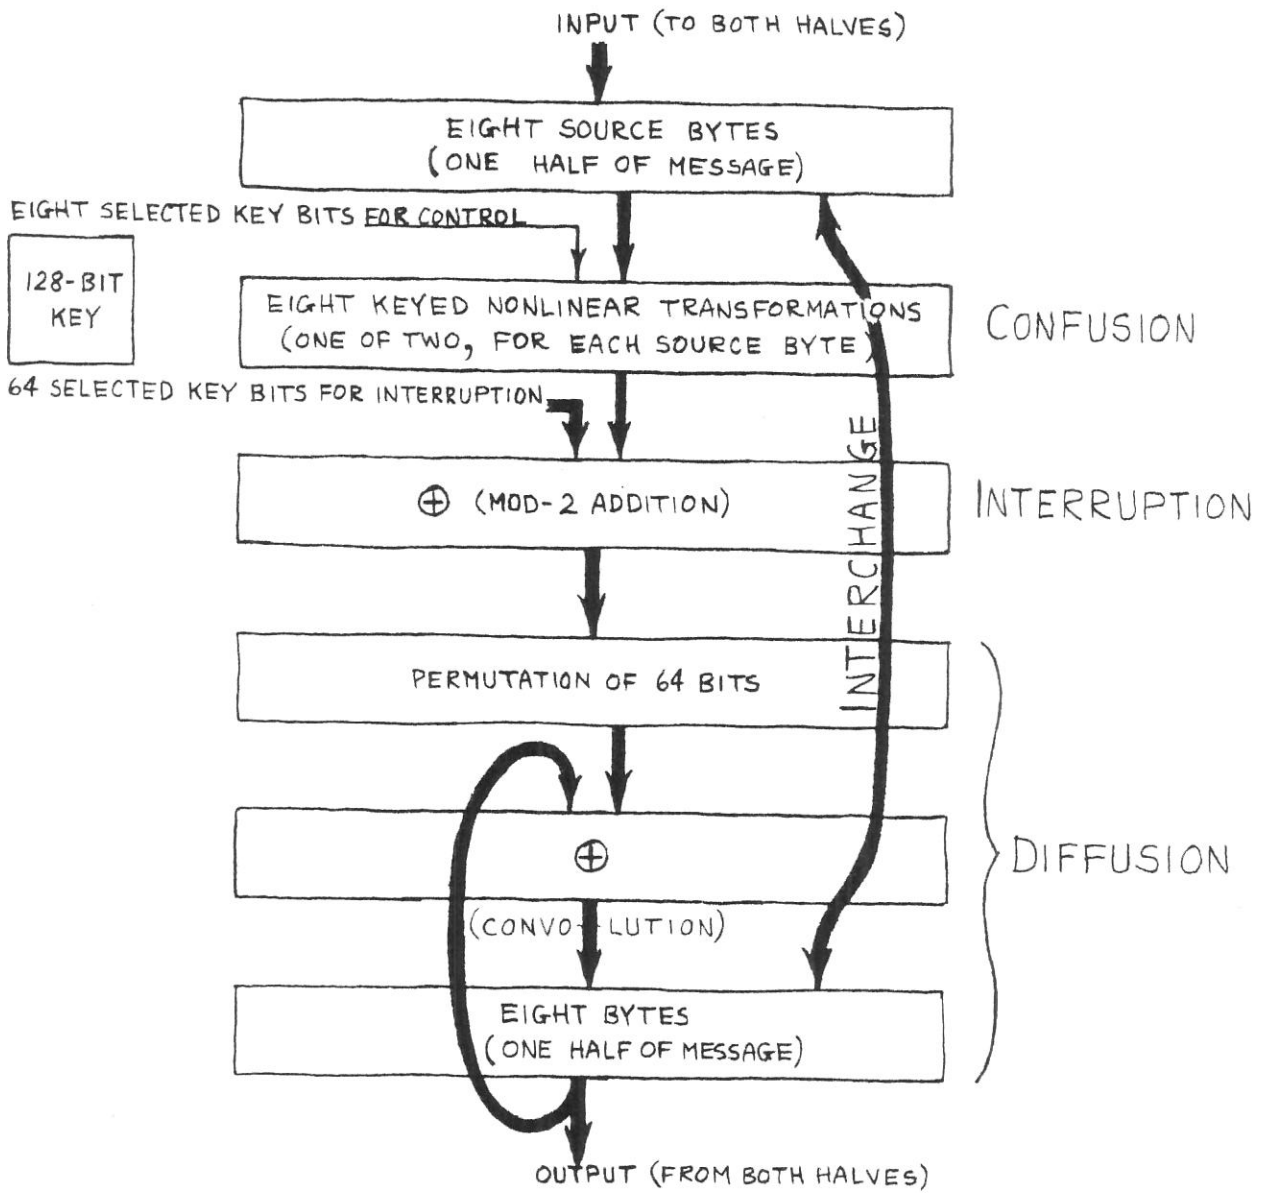 INPUT (TO BOTH HALVES)
EIGHT SOURCE BYTES
(ONE HALF OF MESSAGE)
EIGHT SELECTED KEY BITS FOR CONTROL
128-BIT
KEY
EIGHT KEYED NONLINEAR TRANSFORMATIONS
(ONE OF TWO, FOR EACH SOURCE BYTE)
CONFUSION
64 SELECTED KEY BITS FOR INTERRUPTION
⊕ (MOD-2 ADDITION)
INTERRUPTION
INTERCHANGE
PERMUTATION OF 64 BITS
⊕
DIFFUSION
(CONVOLUTION)
EIGHT BYTES
(ONE HALF OF MESSAGE)
OUTPUT (FROM BOTH HALVES)